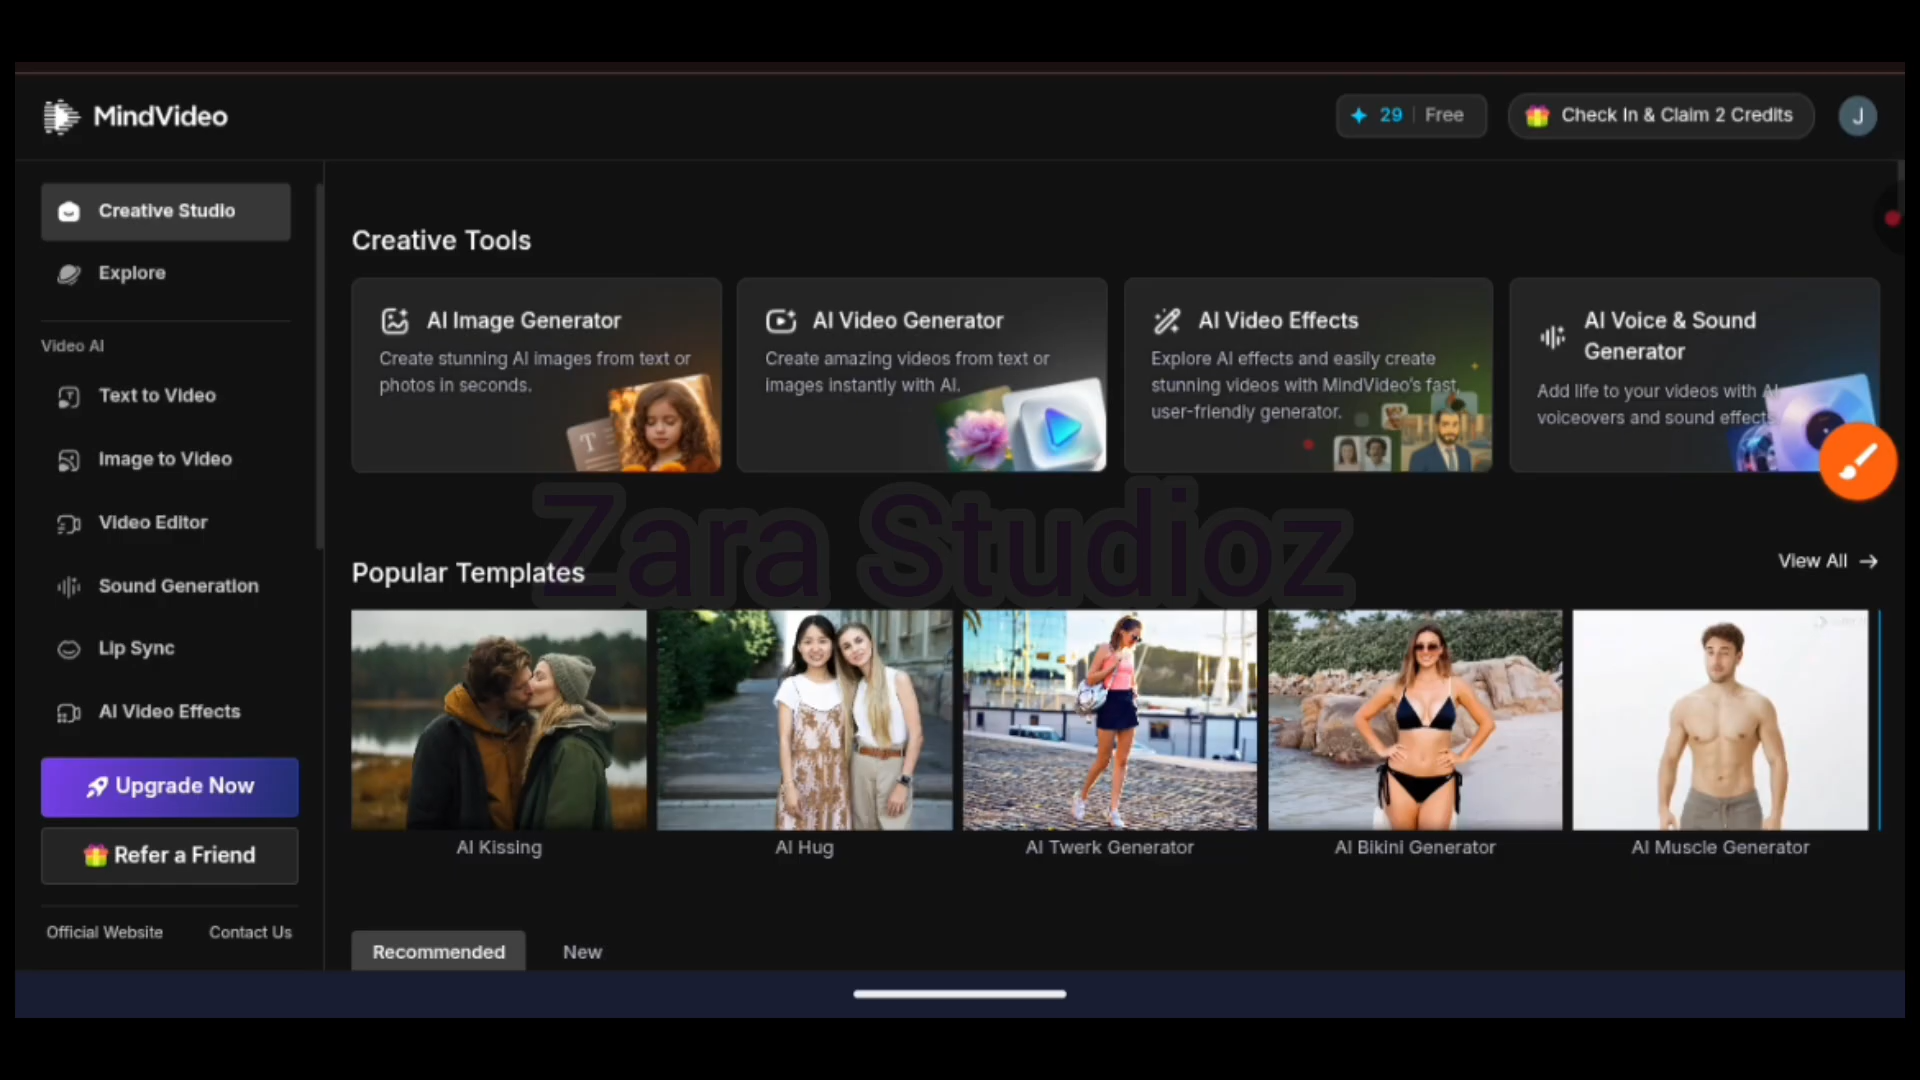 MindVideo
29 | Free
Check In & Claim 2 Credits
J
Creative Studio
Explore
Video AI
Text to Video
Image to Video
Video Editor
Sound Generation
Lip Sync
AI Video Effects
Upgrade Now
Refer a Friend
Official Website
Contact Us
Creative Tools
AI Image Generator
Create stunning AI images from text or
photos in seconds.
T
AI Video Generator
Create amazing videos from text or
images instantly with AI.
AI Video Effects
Explore AI effects and easily create
stunning videos with MindVideo's fast,
user-friendly generator.
AI Voice & Sound
Generator
Add life to your videos with AI
voiceovers and sound effects
Zara Studioz
Popular Templates
View All →
AI Kissing
AI Hug
AI Twerk Generator
AI Bikini Generator
AI Muscle Generator
Recommended
New